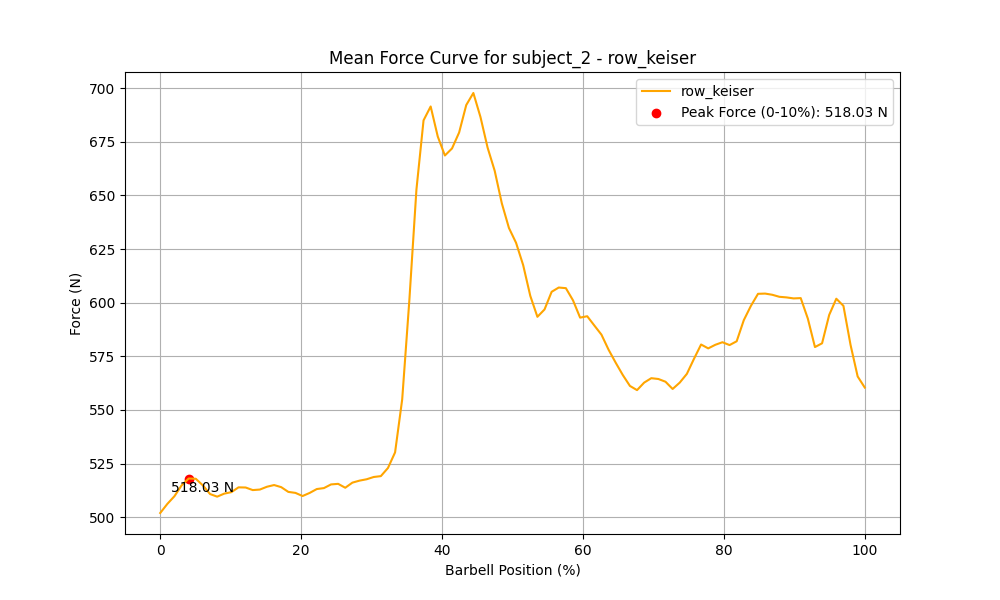 Mean Force Curve for subject_2 - row_keiser
row_keiser
Peak Force (0-10%): 518.03 N
700
675
650
625
600
575
550
525
500
Force (N)
518.03 N
0 20 40 60 80 100
Barbell Position (%)